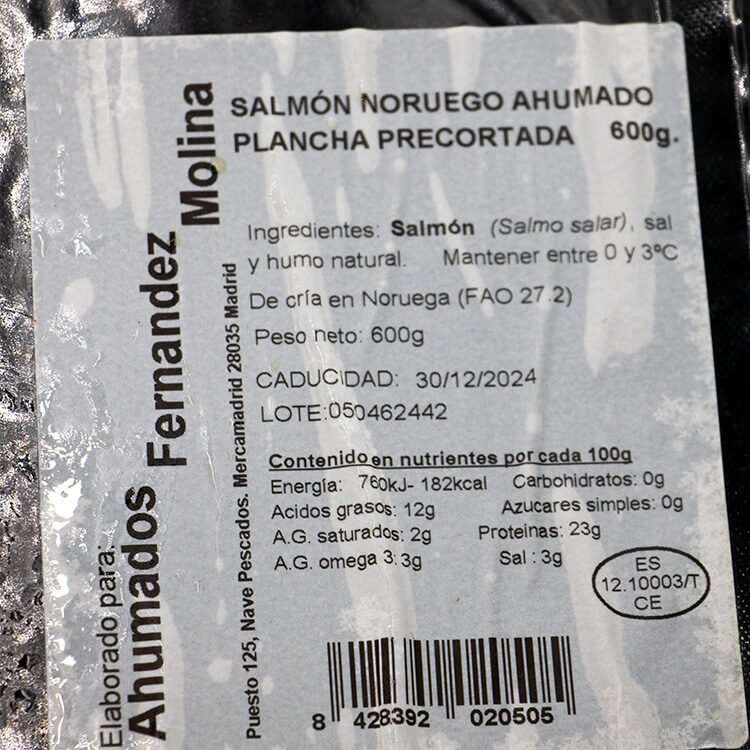 SALMÓN NORUEGO AHUMADO
PLANCHA PRECORTADA 600g.
Ingredientes: Salmón (Salmo salar), sal
y humo natural. Mantener entre 0 y 3ºC
De cría en Noruega (FAO 27.2)
Peso neto: 600g
CADUCIDAD: 30/12/2024
LOTE:050462442
Contenido en nutrientes por cada 100g
Energía: 760kJ- 182kcal Carbohidratos: 0g
Acidos grasos: 12g Azucares simples: 0g
A.G. saturados: 2g Proteinas: 23g
A.G. omega 3: 3g Sal : 3g
ES
12.10003/T
CE
8 428392 020505
Elaborado para:
Ahumados
Fernandez
Molina
Puesto 125, Nave Pescados. Mercamadrid 28035 Madrid